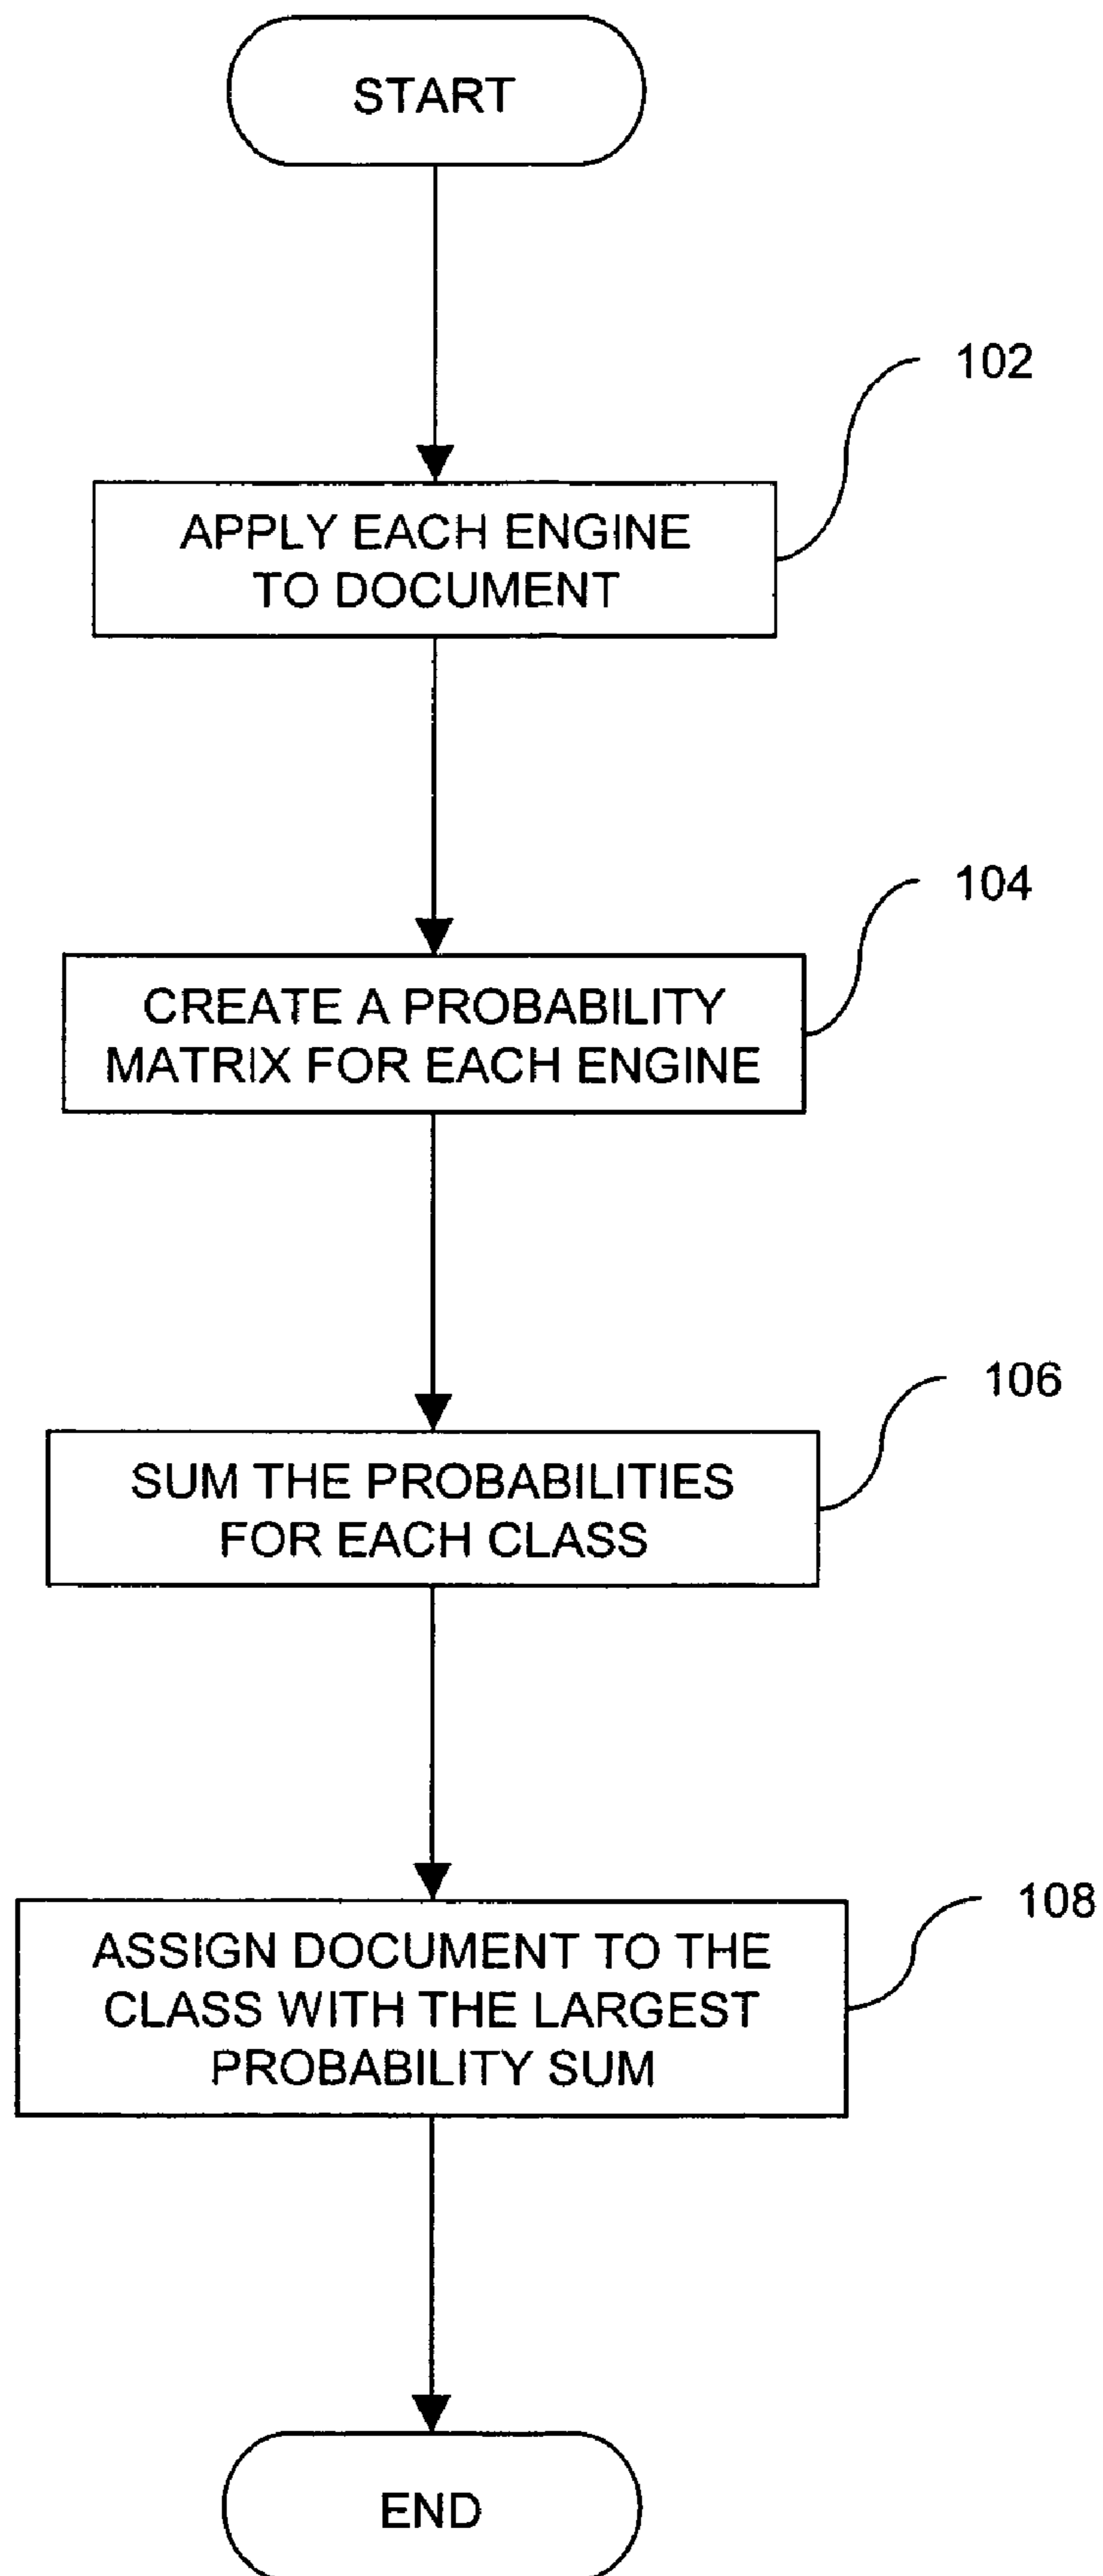 START
102
APPLY EACH ENGINE
TO DOCUMENT
104
CREATE A PROBABILITY
MATRIX FOR EACH ENGINE
106
SUM THE PROBABILITIES
FOR EACH CLASS
108
ASSIGN DOCUMENT TO THE
CLASS WITH THE LARGEST
PROBABILITY SUM
END